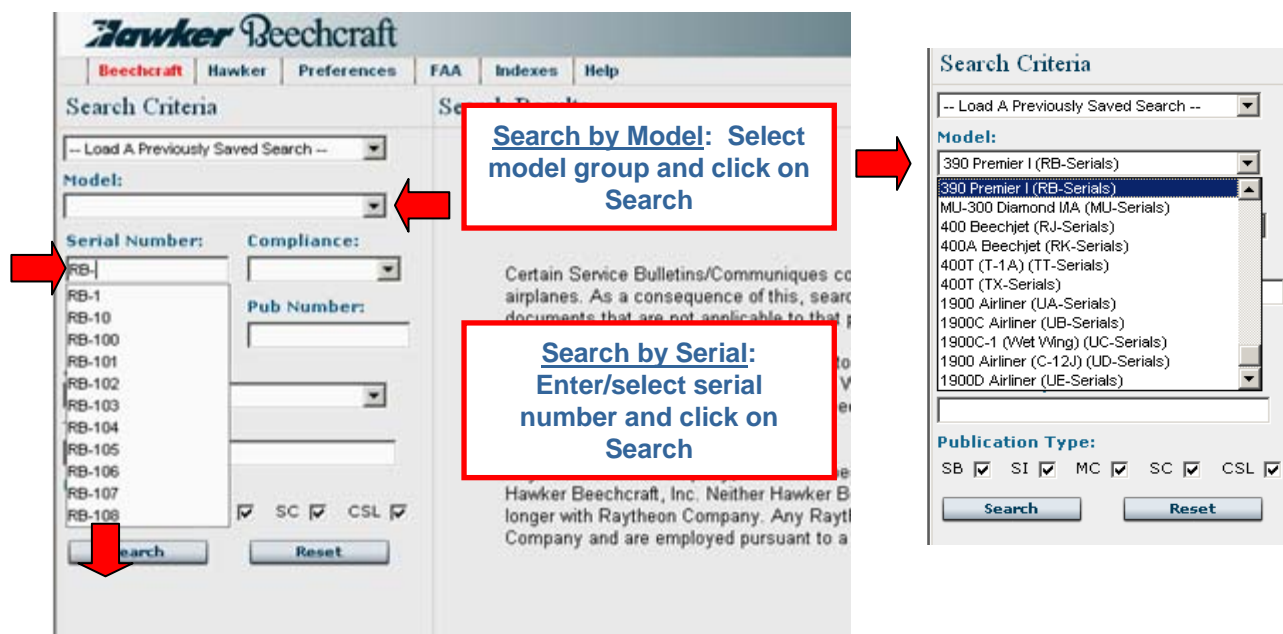 Hawker Beechcraft
Beechcraft Hawker Preferences FAA Indexes Help
Search Criteria
-- Load A Previously Saved Search --
Model:
Serial Number: Compliance:
RB-
RB-1
RB-10
RB-100
RB-101
RB-102
RB-103
RB-104
RB-105
RB-106
RB-107
RB-108
Pub Number:
SC CSL
Reset
Search by Model: Select
model group and click on
Search
Certain Service Bulletins/Communiques
airplanes. As a consequence of this,
documents that are not applicable to that
Search by Serial:
Enter/select serial
number and click on
Search
Hawker Beechcraft, Inc. Neither Hawker
longer with Raytheon Company. Any
Company and are employed pursuant to a
Search Criteria
-- Load A Previously Saved Search --
Model:
390 Premier I (RB-Serials)
390 Premier I (RB-Serials)
MU-300 Diamond I/IA (MU-Serials)
400 Beechjet (RJ-Serials)
400A Beechjet (RK-Serials)
400T (T-1A) (TT-Serials)
400T (TX-Serials)
1900 Airliner (UA-Serials)
1900C Airliner (UB-Serials)
1900C-1 (Wet Wing) (UC-Serials)
1900 Airliner (C-12J) (UD-Serials)
1900D Airliner (UE-Serials)
Publication Type:
SB SI MC SC CSL
Search Reset